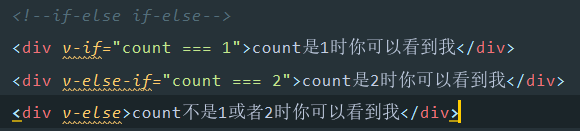 <!--if-else if-else-->
<div v-if="count === 1">count是1时你可以看到我</div>
<div v-else-if="count === 2">count是2时你可以看到我</div>
<div v-else>count不是1或者2时你可以看到我</div>